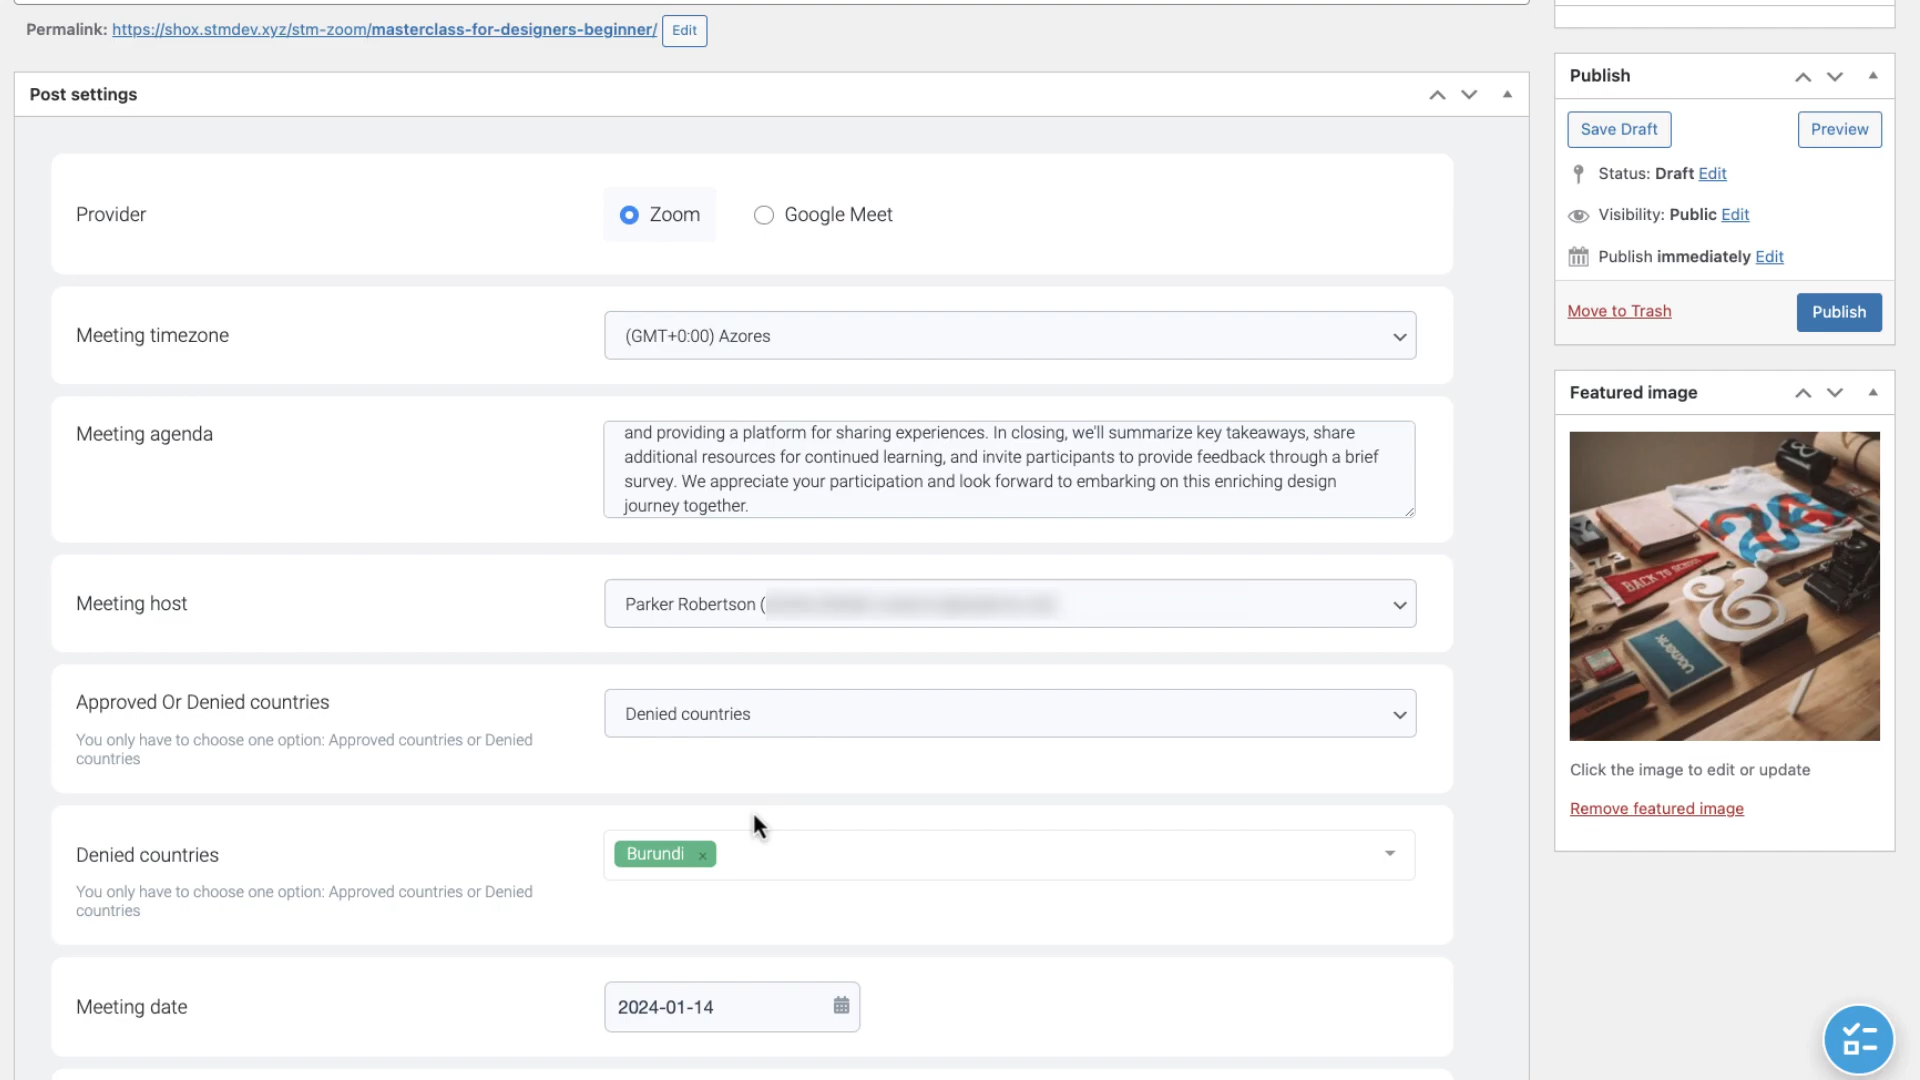 Permalink: https://shox.stmdev.xyz/stm-zoom/masterclass-for-designers-beginner/ Edit
Post settings
Provider
Zoom
Google Meet
Meeting timezone
(GMT+0:00) Azores
Meeting agenda
and providing a platform for sharing experiences. In closing, we'll summarize key takeaways, share
additional resources for continued learning, and invite participants to provide feedback through a brief
survey. We appreciate your participation and look forward to embarking on this enriching design
journey together.
Meeting host
Parker Robertson (
Approved Or Denied countries
You only have to choose one option: Approved countries or Denied
countries
Denied countries
Denied countries
You only have to choose one option: Approved countries or Denied
countries
Burundi ×
Meeting date
2024-01-14
Publish
Save Draft
Preview
Status: Draft Edit
Visibility: Public Edit
Publish immediately Edit
Move to Trash
Publish
Featured image
BACK TO SCHOOL
&
Click the image to edit or update
Remove featured image